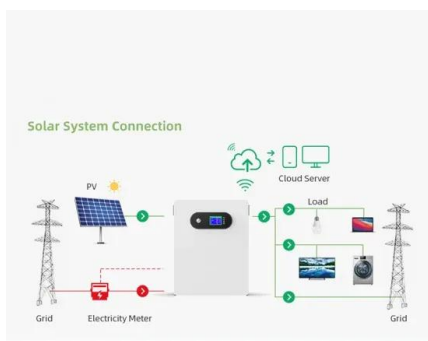 Solar System Connection
Cloud Server
PV
Load
Grid
Electricity Meter
Grid